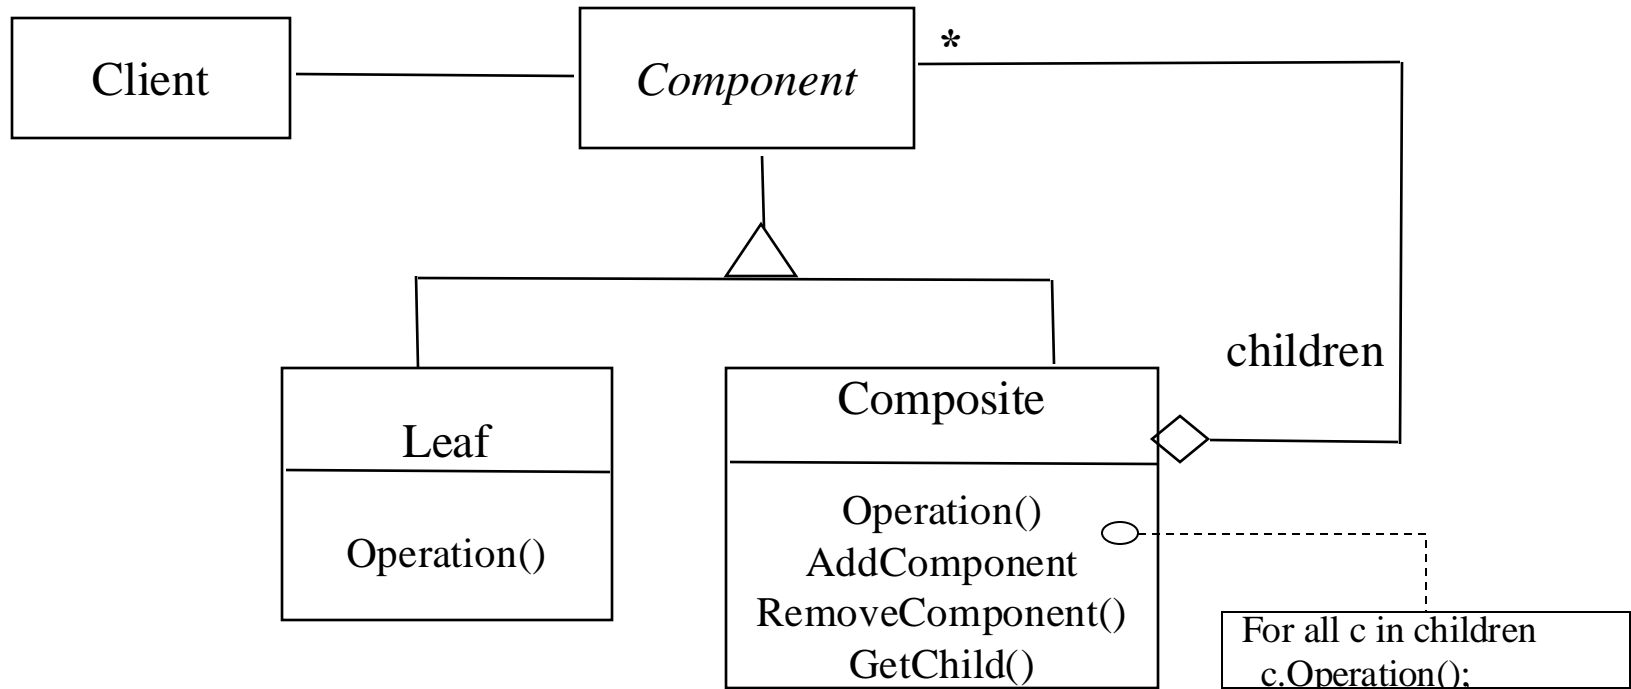 Client
Component
*
children
Leaf
Operation()
Composite
Operation()
AddComponent
RemoveComponent()
GetChild()
For all c in children
c.Operation();